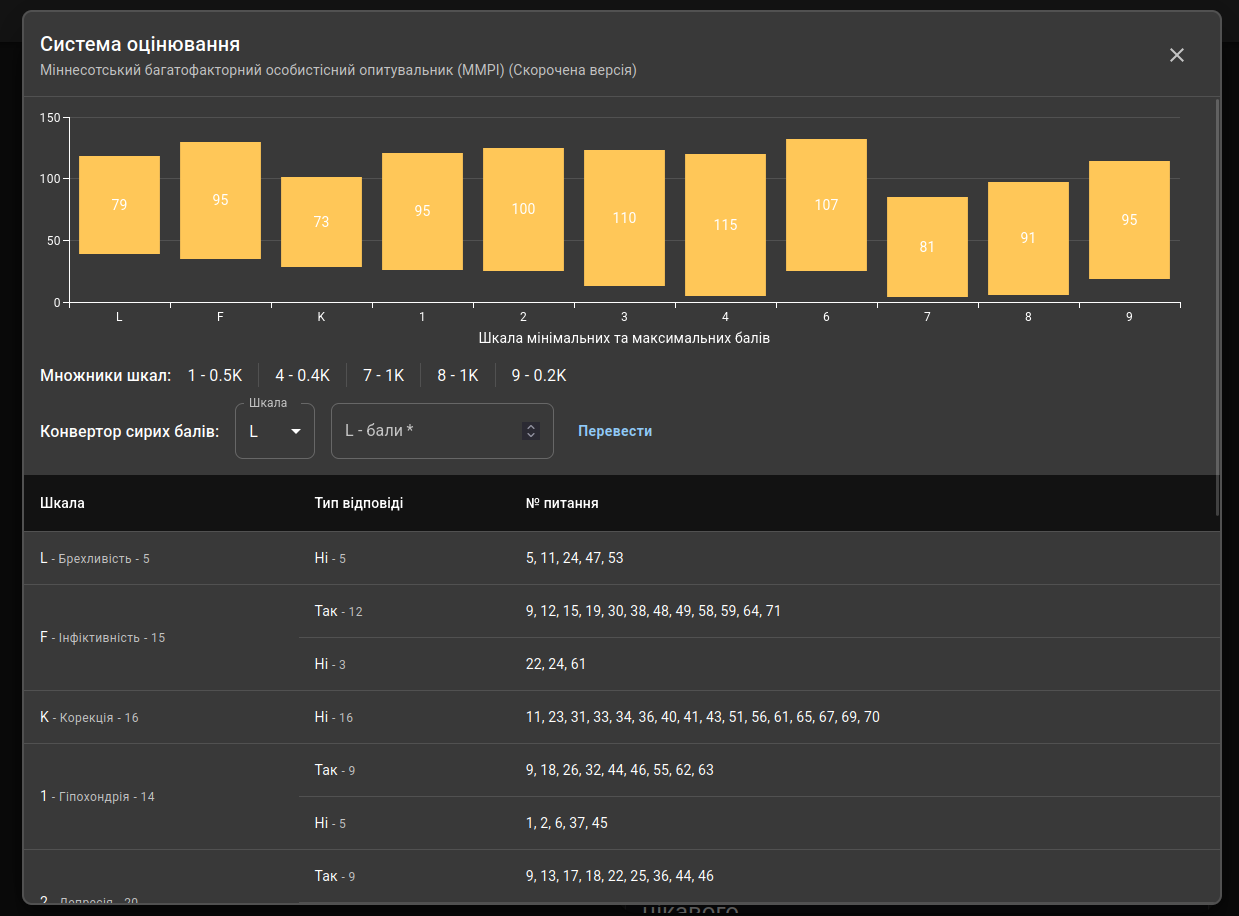 Система оцінювання
Міннесотський багатофакторний особистісний опитувальник (MMPI) (Скорочена версія)
150
100
50
0
79
95
73
95
100
110
115
107
81
91
95
L F K 1 2 3 4 6 7 8 9
Шкала мінімальних та максимальних балів
Множники шкал: 1 - 0.5K 4 - 0.4K 7 - 1K 8 - 1K 9 - 0.2K
Шкала
Конвертор сирих балів: L L - бали * Перевести
Шкала Тип відповіді № питання
L - Брехливість - 5 Ні - 5 5, 11, 24, 47, 53
Так - 12 9, 12, 15, 19, 30, 38, 48, 49, 58, 59, 64, 71
F - Інфіктивність - 15
Ні - 3 22, 24, 61
K - Корекція - 16 Ні - 16 11, 23, 31, 33, 34, 36, 40, 41, 43, 51, 56, 61, 65, 67, 69, 70
Так - 9 9, 18, 26, 32, 44, 46, 55, 62, 63
1 - Гіпохондрія - 14
Ні - 5 1, 2, 6, 37, 45
Так - 9 9, 13, 17, 18, 22, 25, 36, 44, 46
2 - Депресія - 20
цікавого